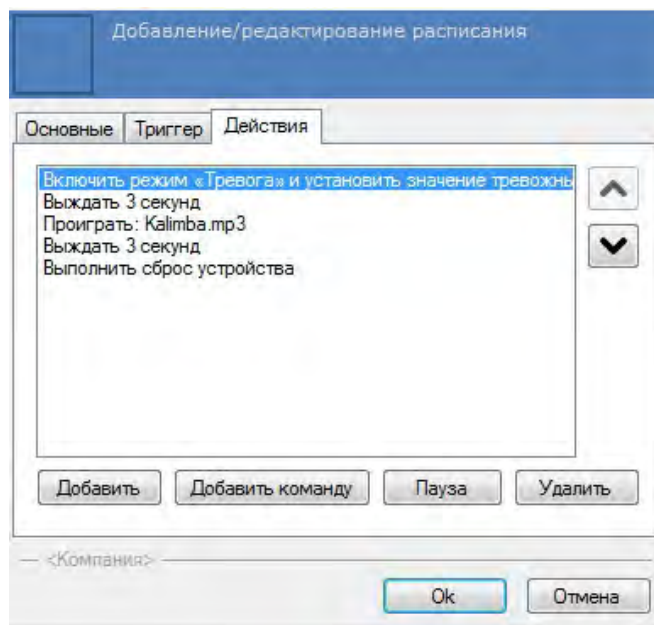 Добавление/редактирование расписания
Основные Триггер Действия
Включить режим «Тревога» и установить значение тревожнь
Выждать 3 секунд
Проиграть: Kalimba.mp3
Выждать 3 секунд
Выполнить сброс устройства
Добавить Добавить команду Пауза Удалить
<Компания>
Ok Отмена